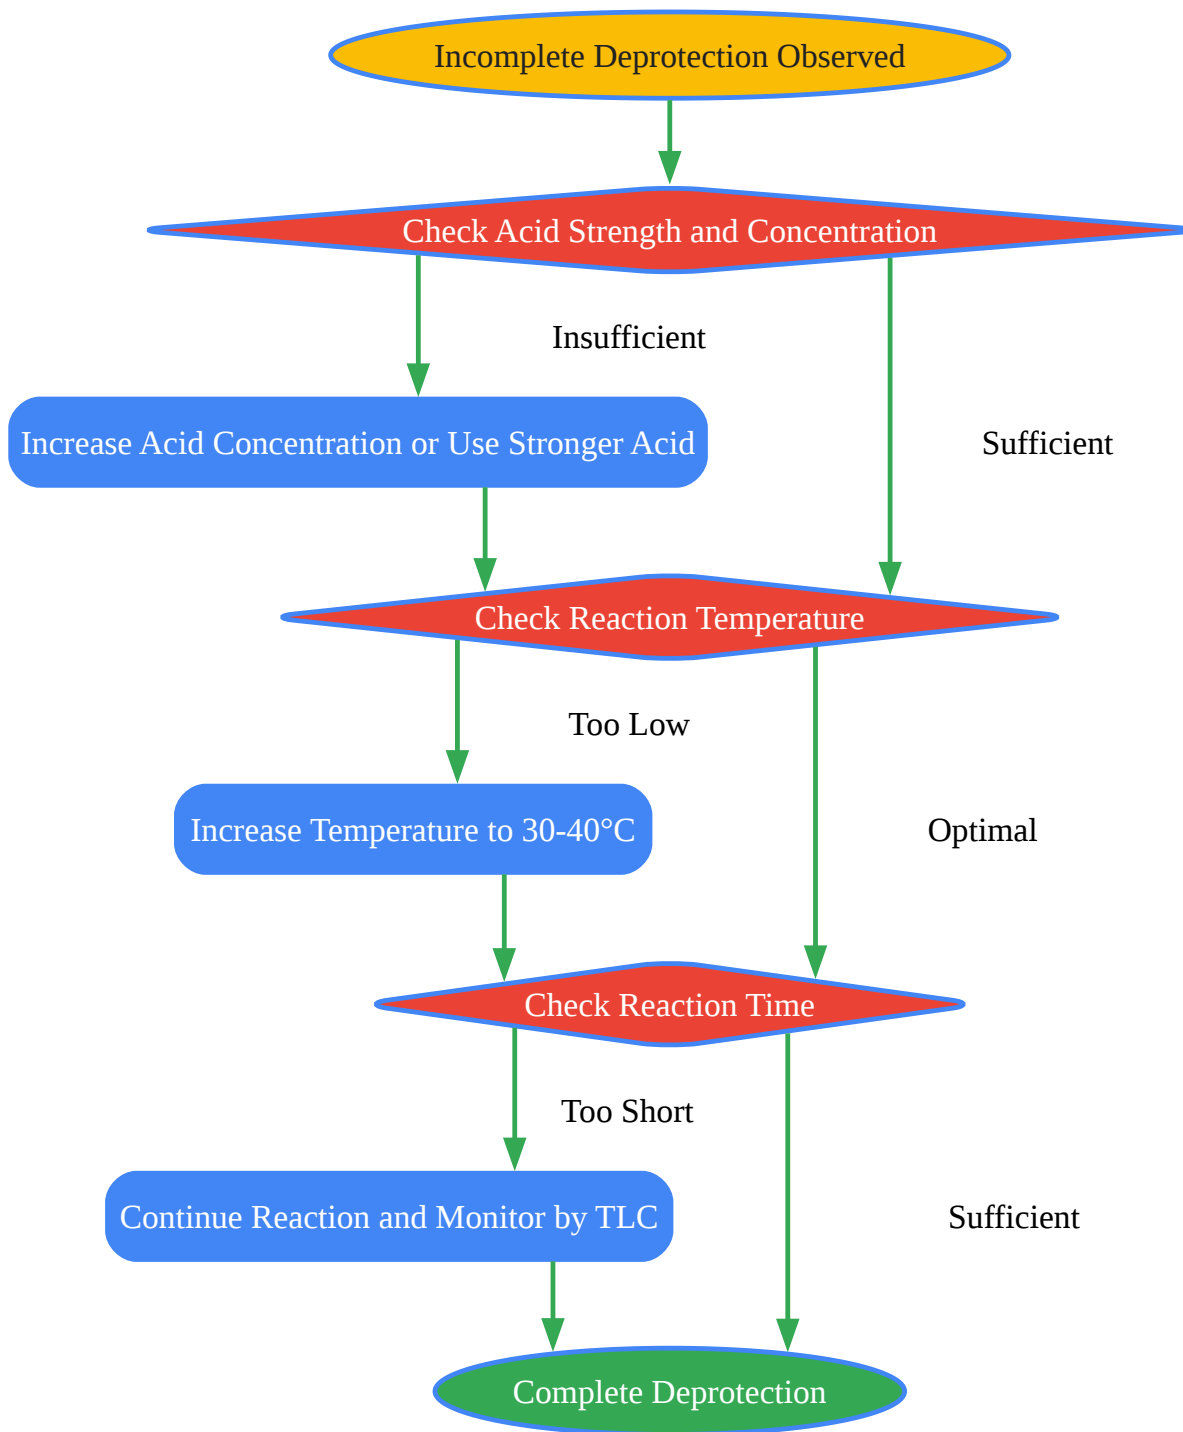 Incomplete Deprotection Observed
Check Acid Strength and Concentration
Insufficient
Increase Acid Concentration or Use Stronger Acid
Sufficient
Check Reaction Temperature
Too Low
Increase Temperature to 30-40°C
Optimal
Check Reaction Time
Too Short
Continue Reaction and Monitor by TLC
Sufficient
Complete Deprotection